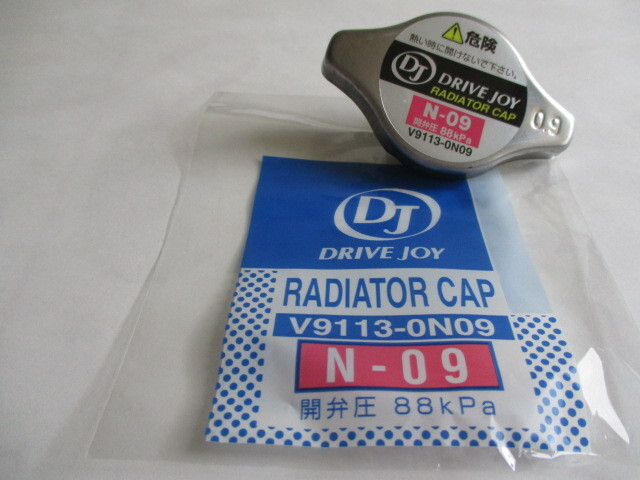 危険
熱い時に開けないで下さい。
DJ DRIVE JOY
RADIATOR CAP
N-09
開弁圧 88kPa
V9113-0N09
0.9
DJ
DRIVE JOY
RADIATOR CAP
V9113-0N09
N-09
開弁圧 88kPa